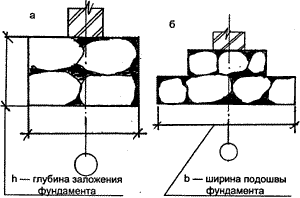 а
б
h — глубина заложения
фундамента
b — ширина подошвы
фундамента